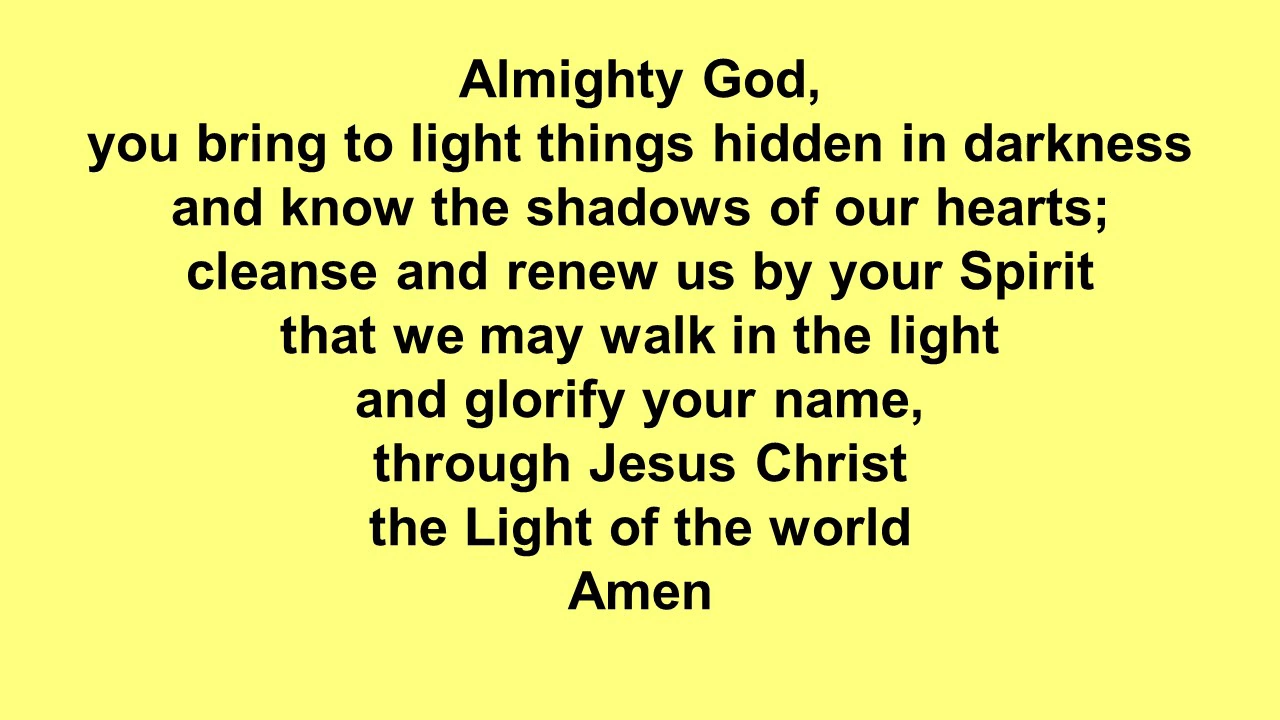 Almighty God,
you bring to light things hidden in darkness
and know the shadows of our hearts;
cleanse and renew us by your Spirit
that we may walk in the light
and glorify your name,
through Jesus Christ
the Light of the world
Amen